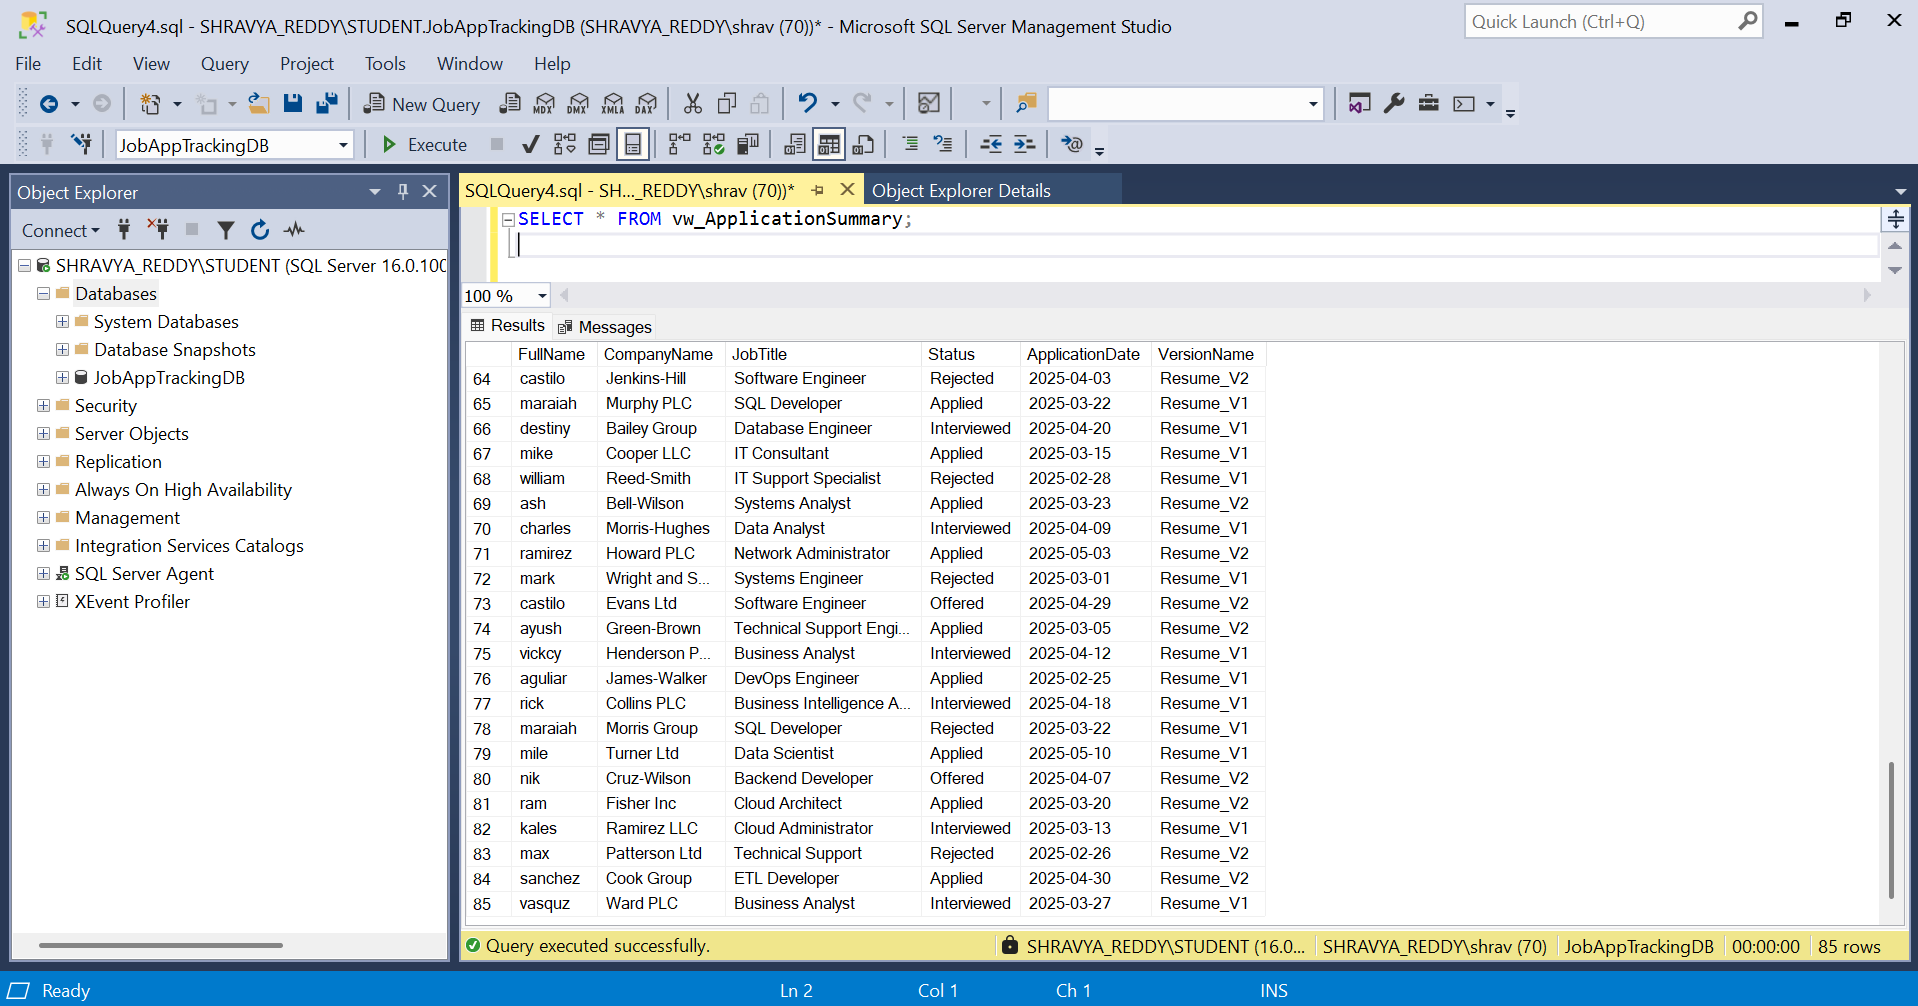 SQLQuery4.sql - SHRAVYA_REDDY\STUDENT.JobAppTrackingDB (SHRAVYA_REDDY\shrav (70))* - Microsoft SQL Server Management Studio
Quick Launch (Ctrl+Q)
File Edit View Query Project Tools Window Help
New Query MDX DMX XMLA DAX
JobAppTrackingDB Execute
Object Explorer
Connect
SHRAVYA_REDDY\STUDENT (SQL Server 16.0.100
Databases
System Databases
Database Snapshots
JobAppTrackingDB
Security
Server Objects
Replication
Always On High Availability
Management
Integration Services Catalogs
SQL Server Agent
XEvent Profiler
SQLQuery4.sql - SH..._REDDY\shrav (70))* Object Explorer Details
SELECT * FROM vw_ApplicationSummary;
100 %
Results Messages
FullName CompanyName JobTitle Status ApplicationDate VersionName
64 castilo Jenkins-Hill Software Engineer Rejected 2025-04-03 Resume_V2
65 maraiah Murphy PLC SQL Developer Applied 2025-03-22 Resume_V1
66 destiny Bailey Group Database Engineer Interviewed 2025-04-20 Resume_V1
67 mike Cooper LLC IT Consultant Applied 2025-03-15 Resume_V1
68 william Reed-Smith IT Support Specialist Rejected 2025-02-28 Resume_V1
69 ash Bell-Wilson Systems Analyst Applied 2025-03-23 Resume_V2
70 charles Morris-Hughes Data Analyst Interviewed 2025-04-09 Resume_V1
71 ramirez Howard PLC Network Administrator Applied 2025-05-03 Resume_V2
72 mark Wright and S... Systems Engineer Rejected 2025-03-01 Resume_V1
73 castilo Evans Ltd Software Engineer Offered 2025-04-29 Resume_V2
74 ayush Green-Brown Technical Support Engi... Applied 2025-03-05 Resume_V2
75 vickcy Henderson P... Business Analyst Interviewed 2025-04-12 Resume_V1
76 aguliar James-Walker DevOps Engineer Applied 2025-02-25 Resume_V1
77 rick Collins PLC Business Intelligence A... Interviewed 2025-04-18 Resume_V1
78 maraiah Morris Group SQL Developer Rejected 2025-03-22 Resume_V1
79 mile Turner Ltd Data Scientist Applied 2025-05-10 Resume_V1
80 nik Cruz-Wilson Backend Developer Offered 2025-04-07 Resume_V2
81 ram Fisher Inc Cloud Architect Applied 2025-03-20 Resume_V2
82 kales Ramirez LLC Cloud Administrator Interviewed 2025-03-13 Resume_V1
83 max Patterson Ltd Technical Support Rejected 2025-02-26 Resume_V2
84 sanchez Cook Group ETL Developer Applied 2025-04-30 Resume_V2
85 vasquz Ward PLC Business Analyst Interviewed 2025-03-27 Resume_V1
Query executed successfully. SHRAVYA_REDDY\STUDENT (16.0... SHRAVYA_REDDY\shrav (70) JobAppTrackingDB 00:00:00 85 rows
Ready Ln 2 Col 1 Ch 1 INS